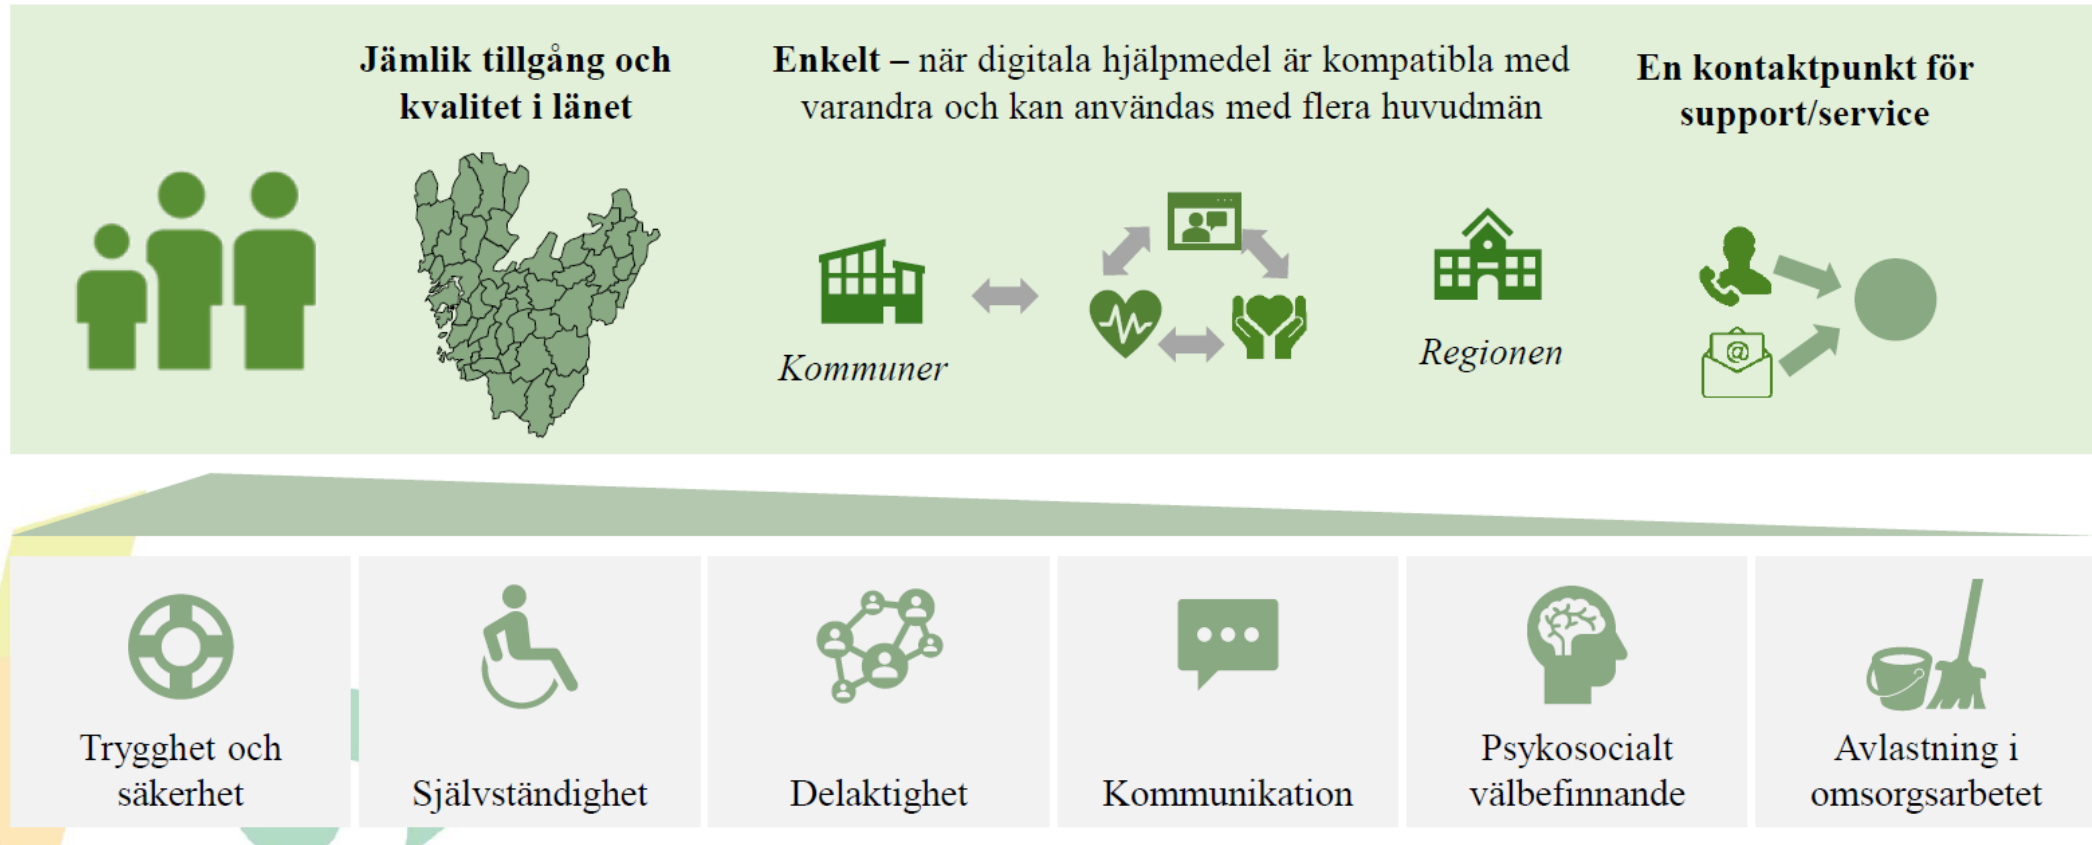 Jämlik tillgång och
kvalitet i länet
Enkelt – när digitala hjälpmedel är kompatibla med
varandra och kan användas med flera huvudmän
En kontaktpunkt för
support/service
Kommuner
Regionen
@
Trygghet och
säkerhet
Självständighet
Delaktighet
Kommunikation
Psykosocialt
välbefinnande
Avlastning i
omsorgsarbetet